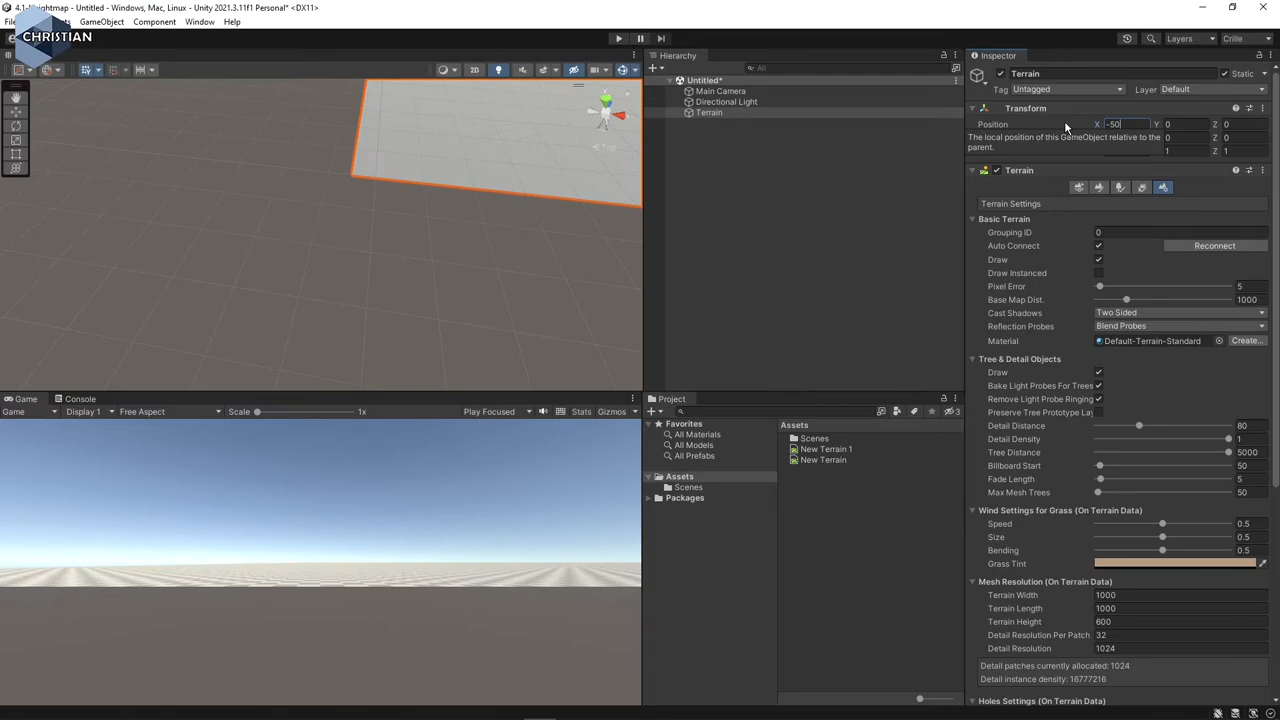 4.1-Heightmap - Untitled - Windows, Mac, Linux - Unity 2021.3.11f1 Personal* <DX11>
GameObject Component Window Help
CHRISTIAN
Layers Crille
2D
Top
Hierarchy
All
Untitled*
Main Camera
Directional Light
Terrain
Inspector
Terrain Static
Tag Untagged Layer Default
Transform
Position X -50 Y 0 Z 0
The local position of this GameObject relative to the parent.
0 Z 0
1 Z 1
Terrain
Terrain Settings
Basic Terrain
Grouping ID 0
Auto Connect Reconnect
Draw
Draw Instanced
Pixel Error 5
Base Map Dist. 1000
Cast Shadows Two Sided
Reflection Probes Blend Probes
Material Default-Terrain-Standard Create...
Tree & Detail Objects
Draw
Bake Light Probes For Trees
Remove Light Probe Ringing
Preserve Tree Prototype Lay
Detail Distance 80
Detail Density 1
Tree Distance 5000
Billboard Start 50
Fade Length 5
Max Mesh Trees 50
Wind Settings for Grass (On Terrain Data)
Speed 0.5
Size 0.5
Bending 0.5
Grass Tint
Mesh Resolution (On Terrain Data)
Terrain Width 1000
Terrain Length 1000
Terrain Height 600
Detail Resolution Per Patch 32
Detail Resolution 1024
Detail patches currently allocated: 1024
Detail instance density: 16777216
Holes Settings (On Terrain Data)
Game Console
Game Display 1 Free Aspect Scale 1x Play Focused Stats Gizmos
Project
3
Favorites
All Materials
All Models
All Prefabs
Assets
Scenes
Packages
Assets
Scenes
New Terrain 1
New Terrain